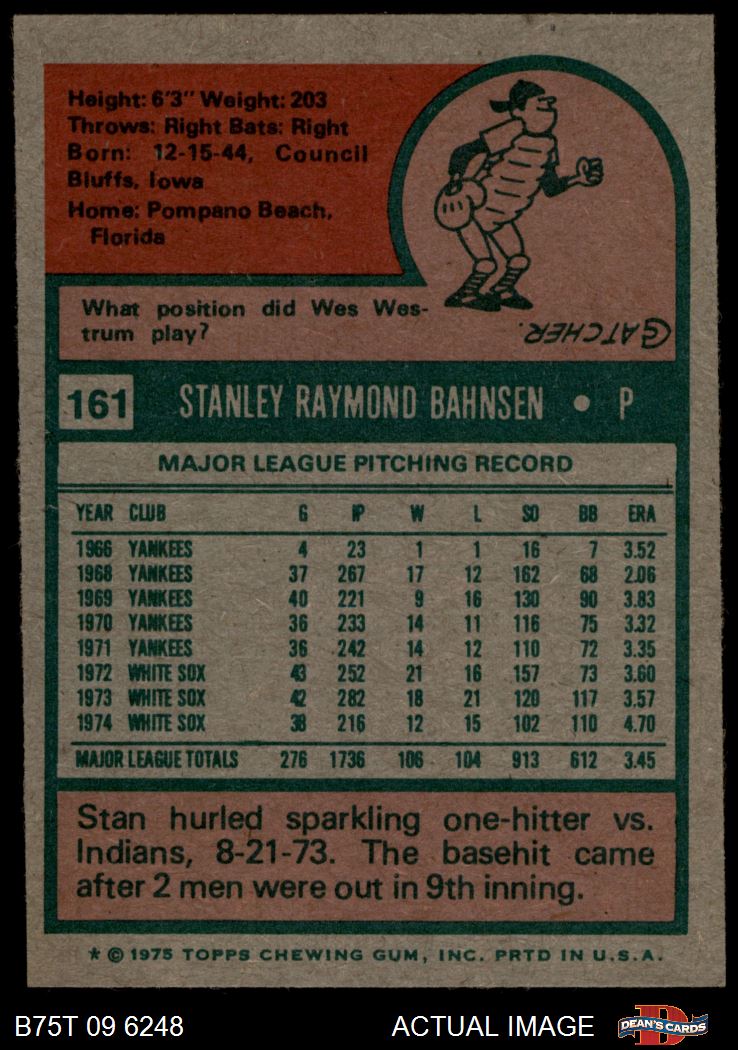 Height: 6'3" Weight: 203
Throws: Right Bats: Right
Born: 12-15-44, Council
Bluffs, Iowa
Home: Pompano Beach,
Florida
What position did Wes Wes-
trum play?
CATCHER.
161 STANLEY RAYMOND BAHNSEN • P
MAJOR LEAGUE PITCHING RECORD
YEAR CLUB G IP W L SO BB ERA
1966 YANKEES 4 23 1 1 16 7 3.52
1968 YANKEES 37 267 17 12 162 68 2.06
1969 YANKEES 40 221 9 16 130 90 3.83
1970 YANKEES 36 233 14 11 116 75 3.32
1971 YANKEES 36 242 14 12 110 72 3.35
1972 WHITE SOX 43 252 21 16 157 73 3.60
1973 WHITE SOX 42 282 18 21 120 117 3.57
1974 WHITE SOX 38 216 12 15 102 110 4.70
MAJOR LEAGUE TOTALS 276 1736 106 104 913 612 3.45
Stan hurled sparkling one-hitter vs.
Indians, 8-21-73. The basehit came
after 2 men were out in 9th inning.
* © 1975 TOPPS CHEWING GUM, INC. PRTD IN U.S.A.
B75T 09 6248 ACTUAL IMAGE D DEAN'S CARDS